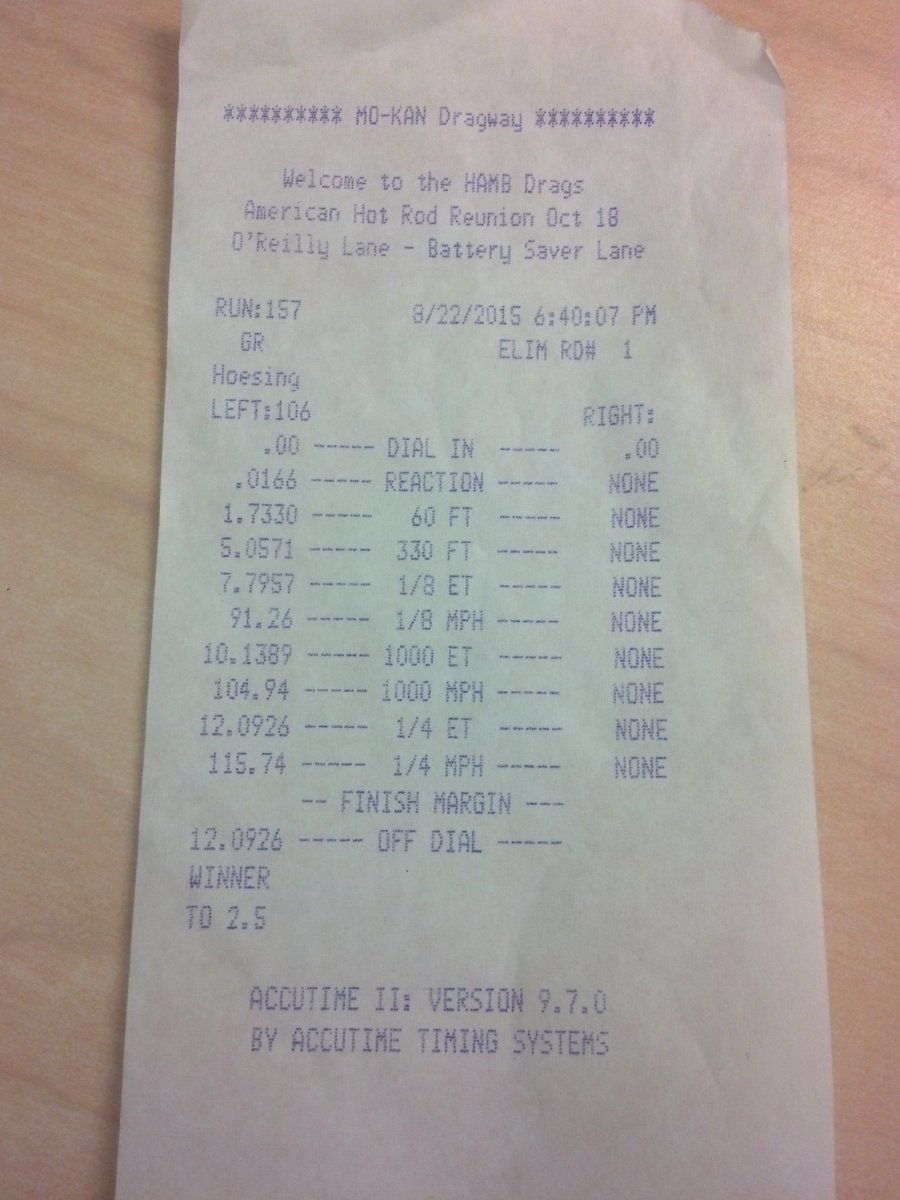 ********** MO-KAN Dragway **********
Welcome to the HAMB Drags
American Hot Rod Reunion Oct 18
O'Reilly Lane - Battery Saver Lane
RUN:157 8/22/2015 6:40:07 PM
GR ELIM RD# 1
Hoesing
LEFT:106 RIGHT:
.00 ----- DIAL IN ----- .00
.0166 ----- REACTION ----- NONE
1.7330 ----- 60 FT ----- NONE
5.0571 ----- 330 FT ----- NONE
7.7957 ----- 1/8 ET ----- NONE
91.26 ----- 1/8 MPH ----- NONE
10.1389 ----- 1000 ET ----- NONE
104.94 ----- 1000 MPH ----- NONE
12.0926 ----- 1/4 ET ----- NONE
115.74 ----- 1/4 MPH ----- NONE
-- FINISH MARGIN ---
12.0926 ----- OFF DIAL -----
WINNER
TO 2.5
ACCUTIME II: VERSION 9.7.0
BY ACCUTIME TIMING SYSTEMS